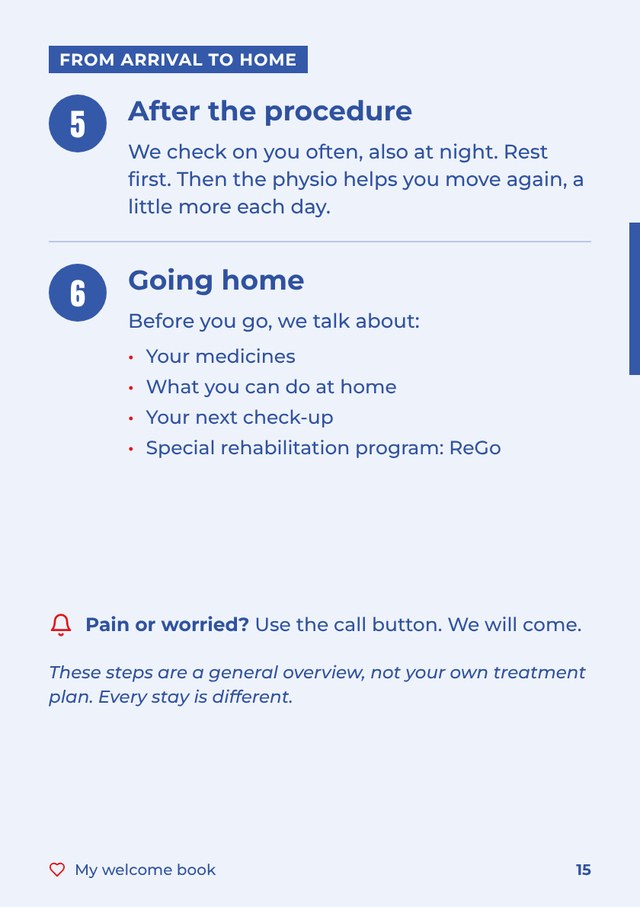 FROM ARRIVAL TO HOME
5
After the procedure
We check on you often, also at night. Rest
first. Then the physio helps you move again, a
little more each day.
6
Going home
Before you go, we talk about:
• Your medicines
• What you can do at home
• Your next check-up
• Special rehabilitation program: ReGo
Pain or worried? Use the call button. We will come.
These steps are a general overview, not your own treatment
plan. Every stay is different.
My welcome book
15